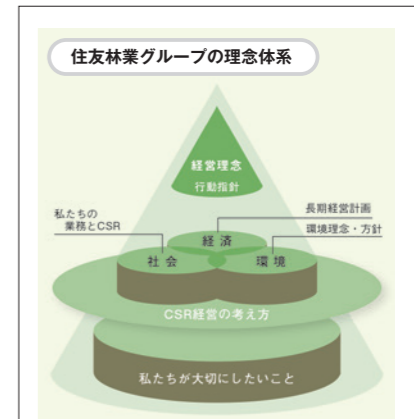 住友林業グループの理念体系
経営理念
行動指針
私たちの
業務とCSR
長期経営計画
環境理念・方針
経済
社会
環境
CSR経営の考え方
私たちが大切にしたいこと